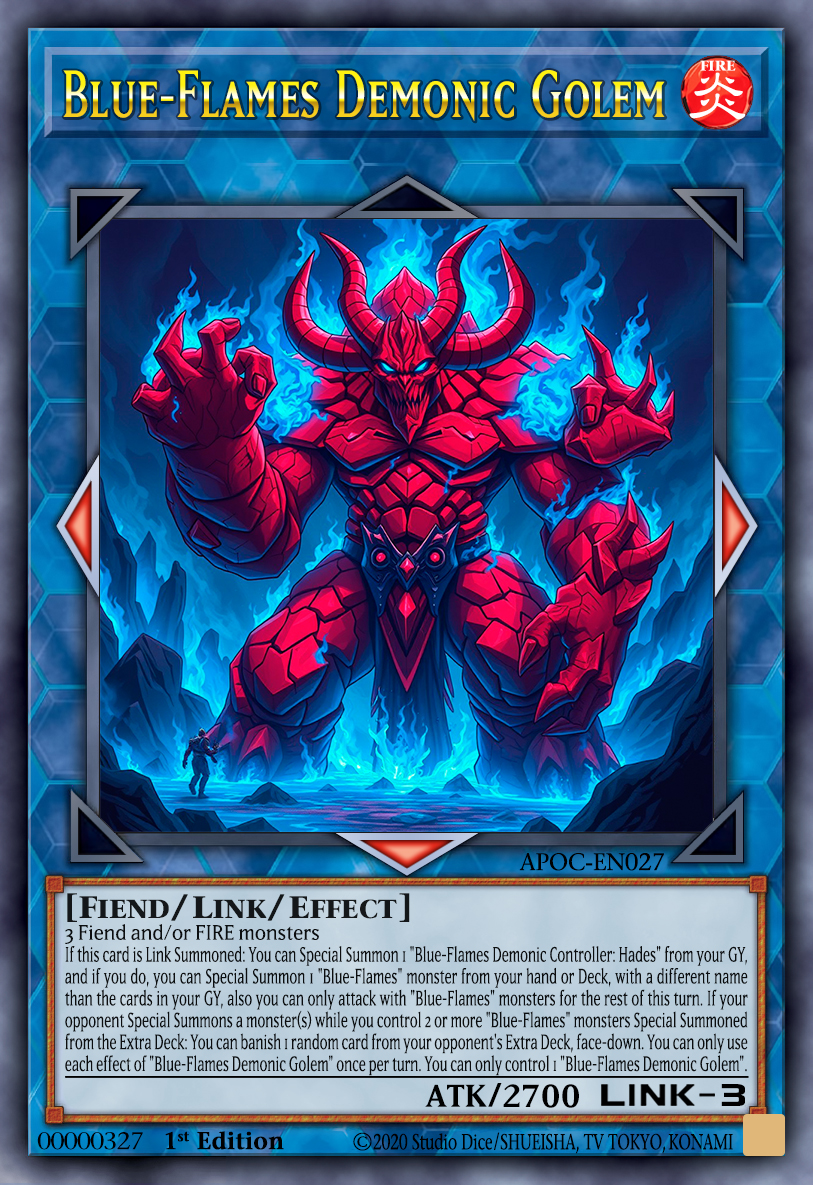 Blue-Flames Demonic Golem
FIRE
炎
APOC-EN027
[Fiend/Link/Effect]
3 Fiend and/or FIRE monsters
If this card is Link Summoned: You can Special Summon 1 "Blue-Flames Demonic Controller: Hades" from your GY,
and if you do, you can Special Summon 1 "Blue-Flames" monster from your hand or Deck, with a different name
than the cards in your GY, also you can only attack with "Blue-Flames" monsters for the rest of this turn. If your
opponent Special Summons a monster(s) while you control 2 or more "Blue-Flames" monsters Special Summoned
from the Extra Deck: You can banish 1 random card from your opponent's Extra Deck, face-down. You can only use
each effect of "Blue-Flames Demonic Golem" once per turn. You can only control 1 "Blue-Flames Demonic Golem".
ATK/2700 LINK-3
00000327 1st Edition ©2020 Studio Dice/SHUEISHA, TV TOKYO, KONAMI